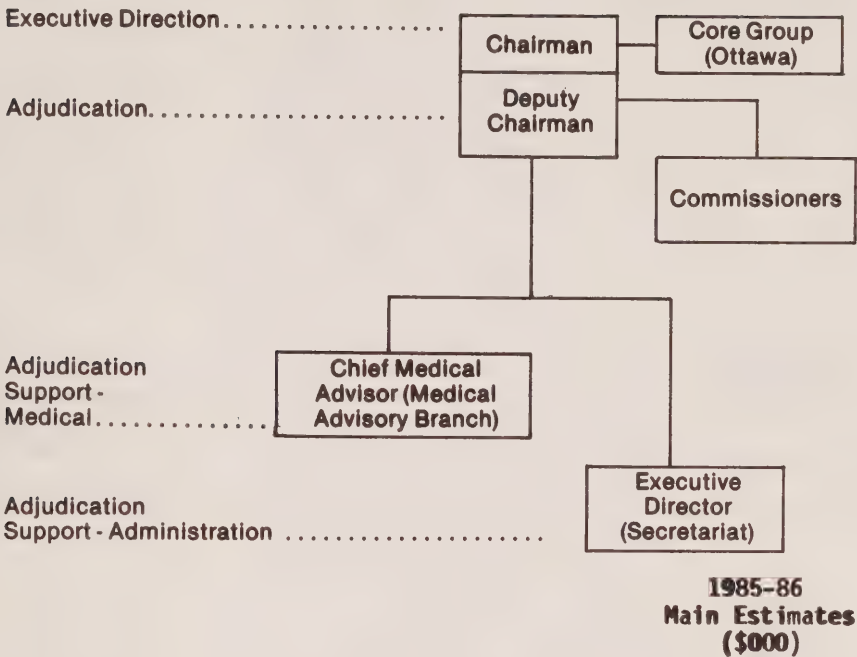 Executive Direction......................
Chairman
Core Group
(Ottawa)
Adjudication.............................
Deputy
Chairman
Commissioners
Adjudication
Support -
Medical..................
Chief Medical
Advisor (Medical
Advisory Branch)
Adjudication
Support - Administration .....................
Executive
Director
(Secretariat)
1985-86
Main Estimates
($000)